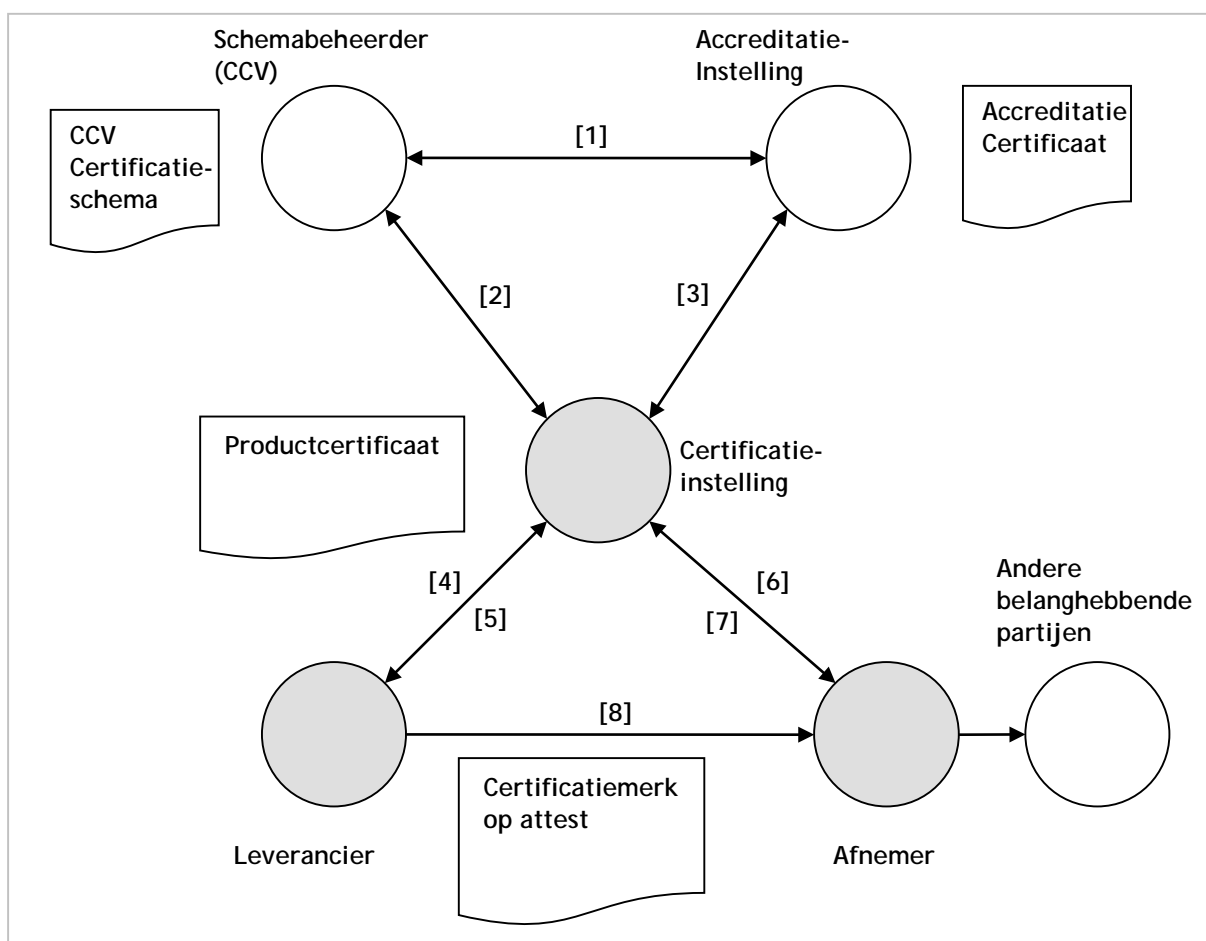 Schemabeheerder
(CCV)
Accreditatie-
Instelling
CCV
Certificatie-
schema
Accreditatie
Certificaat
[1]
[2]
[3]
Productcertificaat
Certificatie-
instelling
[4]
[5]
[6]
[7]
Andere
belanghebbende
partijen
[8]
Certificatiemerk
op attest
Leverancier
Afnemer